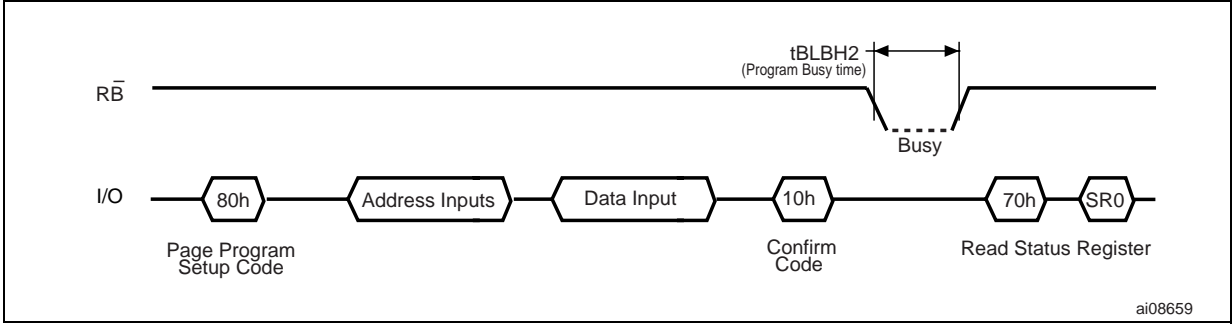 tBLBH2
(Program Busy time)
RB̅
Busy
I/O
80h
Address Inputs
Data Input
10h
70h
SR0
Page Program
Setup Code
Confirm
Code
Read Status Register
ai08659